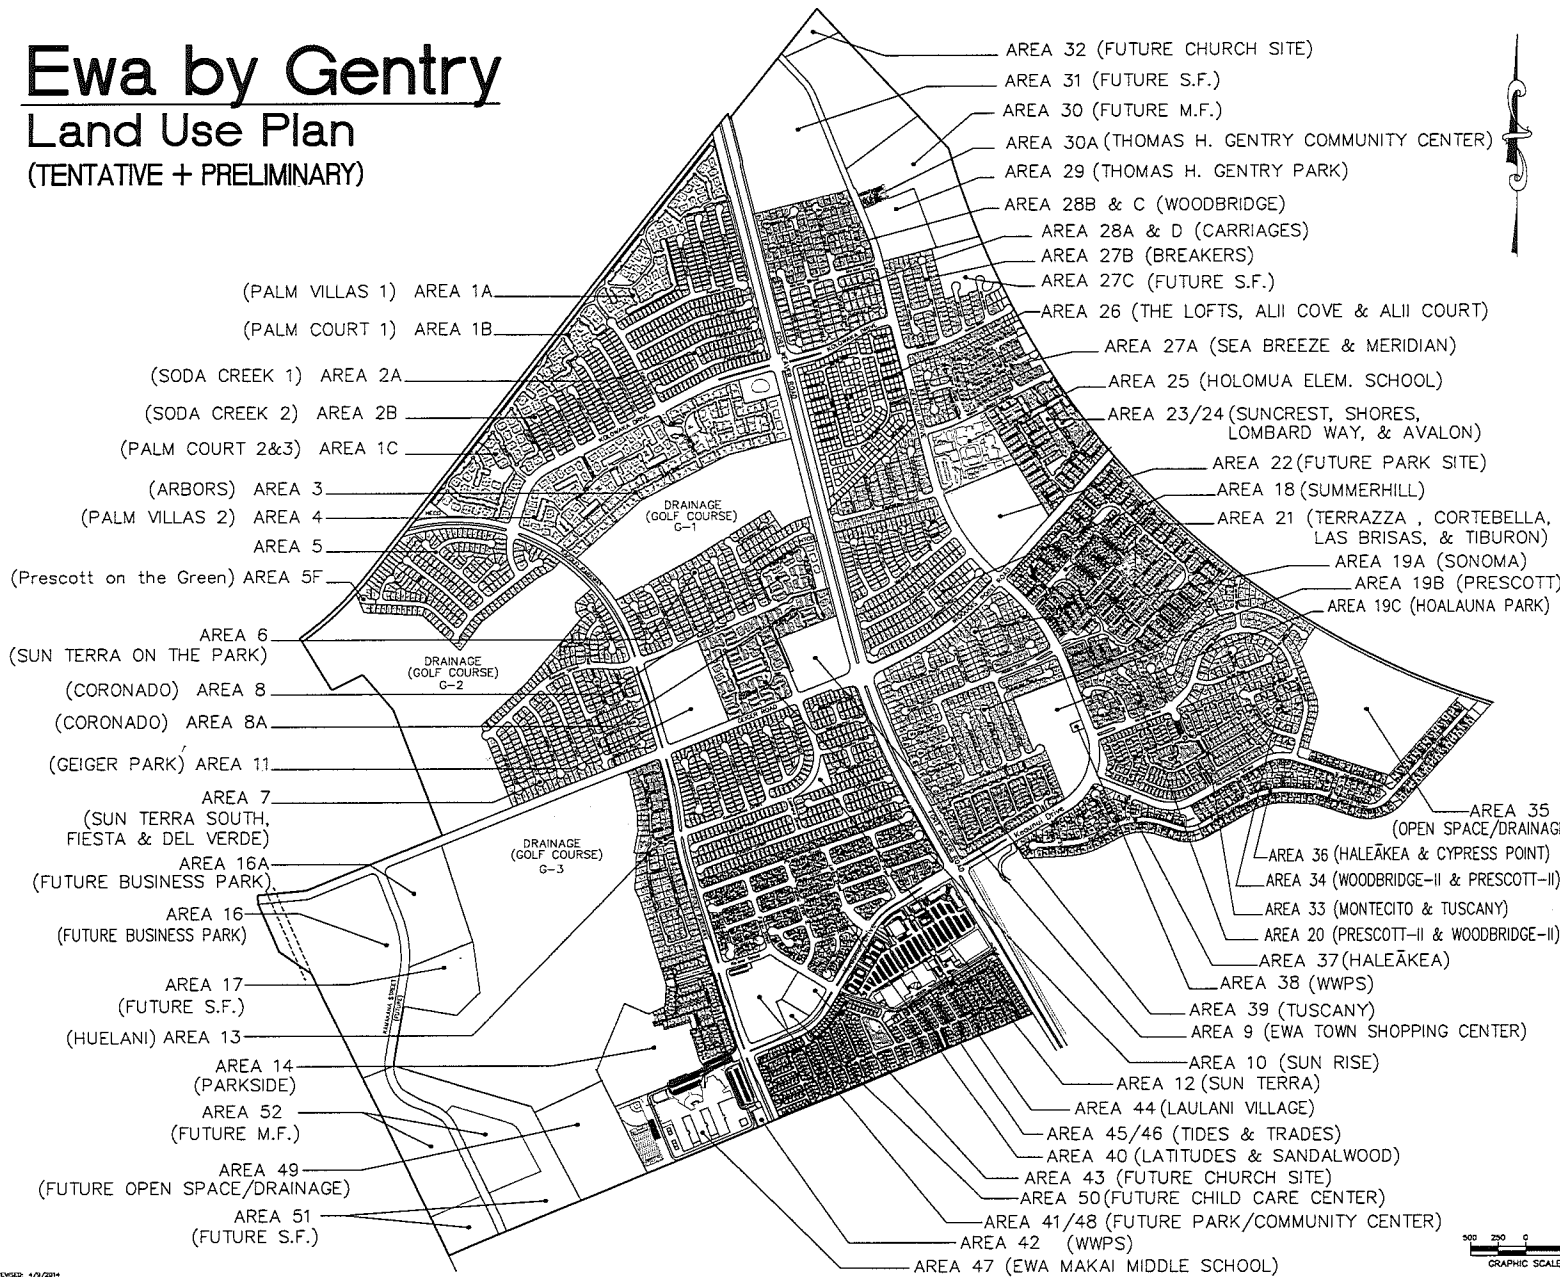 Ewa by Gentry
Land Use Plan
(TENTATIVE + PRELIMINARY)
(PALM VILLAS 1) AREA 1A
(PALM COURT 1) AREA 1B
(SODA CREEK 1) AREA 2A
(SODA CREEK 2) AREA 2B
(PALM COURT 2&3) AREA 1C
(ARBORS) AREA 3
(PALM VILLAS 2) AREA 4
AREA 5
(Prescott on the Green) AREA 5F
AREA 6
(SUN TERRA ON THE PARK)
(CORONADO) AREA 8
(CORONADO) AREA 8A
(GEIGER PARK) AREA 11
AREA 7
(SUN TERRA SOUTH,
FIESTA & DEL VERDE)
AREA 16A
(FUTURE BUSINESS PARK)
AREA 16
(FUTURE BUSINESS PARK)
AREA 17
(FUTURE S.F.)
(HUELANI) AREA 13
AREA 14
(PARKSIDE)
AREA 52
(FUTURE M.F.)
AREA 49
(FUTURE OPEN SPACE/DRAINAGE)
AREA 51
(FUTURE S.F.)
DRAINAGE
(GOLF COURSE)
G-1
DRAINAGE
(GOLF COURSE)
G-2
DRAINAGE
(GOLF COURSE)
G-3
Keaunui Drive
AREA 32 (FUTURE CHURCH SITE)
AREA 31 (FUTURE S.F.)
AREA 30 (FUTURE M.F.)
AREA 30A (THOMAS H. GENTRY COMMUNITY CENTER)
AREA 29 (THOMAS H. GENTRY PARK)
AREA 28B & C (WOODBRIDGE)
AREA 28A & D (CARRIAGES)
AREA 27B (BREAKERS)
AREA 27C (FUTURE S.F.)
AREA 26 (THE LOFTS, ALII COVE & ALII COURT)
AREA 27A (SEA BREEZE & MERIDIAN)
AREA 25 (HOLOMUA ELEM. SCHOOL)
AREA 23/24 (SUNCREST, SHORES,
LOMBARD WAY, & AVALON)
AREA 22 (FUTURE PARK SITE)
AREA 18 (SUMMERHILL)
AREA 21 (TERRAZZA , CORTEBELLA,
LAS BRISAS, & TIBURON)
AREA 19A (SONOMA)
AREA 19B (PRESCOTT)
AREA 19C (HOALAUNA PARK)
AREA 35
(OPEN SPACE/DRAINAGE
AREA 36 (HALEĀKEA & CYPRESS POINT)
AREA 34 (WOODBRIDGE-II & PRESCOTT-II)
AREA 33 (MONTECITO & TUSCANY)
AREA 20 (PRESCOTT-II & WOODBRIDGE-II)
AREA 37 (HALEĀKEA)
AREA 38 (WWPS)
AREA 39 (TUSCANY)
AREA 9 (EWA TOWN SHOPPING CENTER)
AREA 10 (SUN RISE)
AREA 12 (SUN TERRA)
AREA 44 (LAULANI VILLAGE)
AREA 45/46 (TIDES & TRADES)
AREA 40 (LATITUDES & SANDALWOOD)
AREA 43 (FUTURE CHURCH SITE)
AREA 50 (FUTURE CHILD CARE CENTER)
AREA 41/48 (FUTURE PARK/COMMUNITY CENTER)
AREA 42 (WWPS)
AREA 47 (EWA MAKAI MIDDLE SCHOOL)
500 250 0
GRAPHIC SCALE